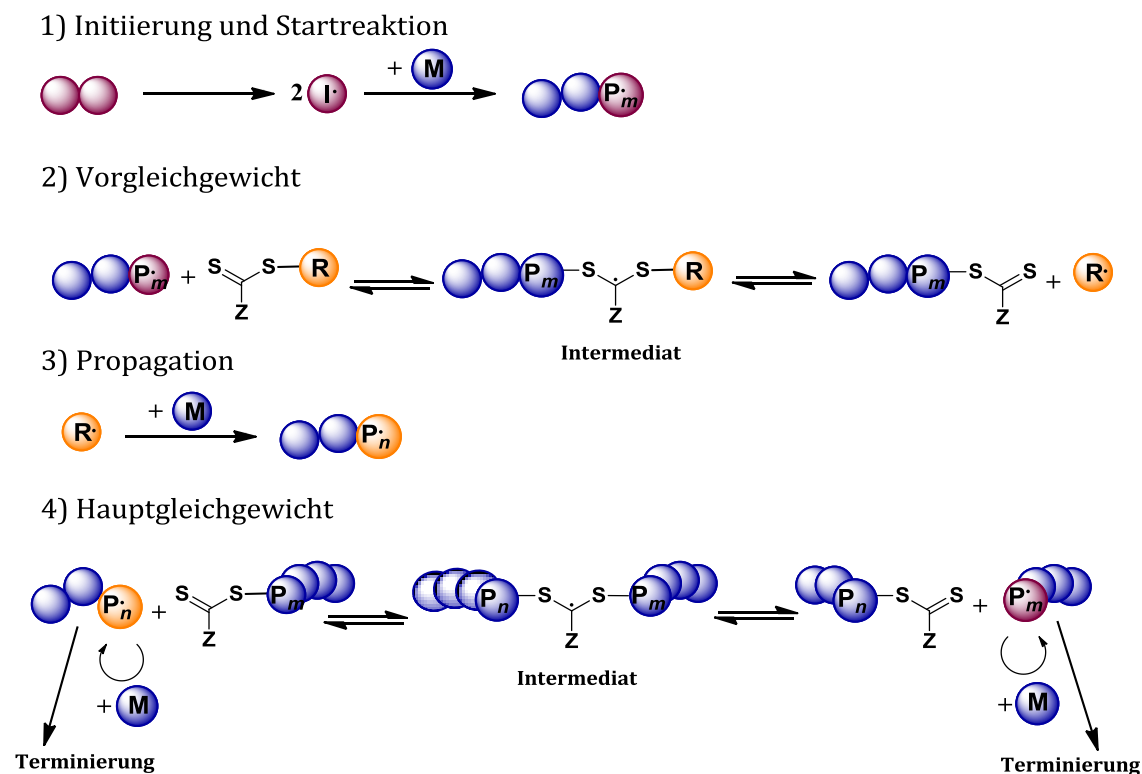 1) Initiierung und Startreaktion
2 I· + M P·m
2) Vorgleichgewicht
P·m + S S R Z Pm S · S R Z Pm S S Z + R·
Intermediat
3) Propagation
R· + M P·n
4) Hauptgleichgewicht
P·n + S S Pm Z Pn S · S Pm Z Pn S S Z + P·m
Intermediat
+ M + M
Terminierung Terminierung